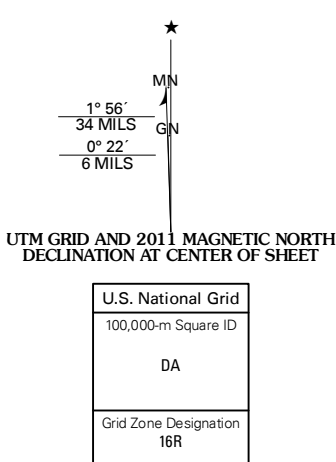 ★
MN
1° 56´
34 MILS
GN
0° 22´
6 MILS
UTM GRID AND 2011 MAGNETIC NORTH
DECLINATION AT CENTER OF SHEET
U.S. National Grid
100,000-m Square ID
DA
Grid Zone Designation
16R